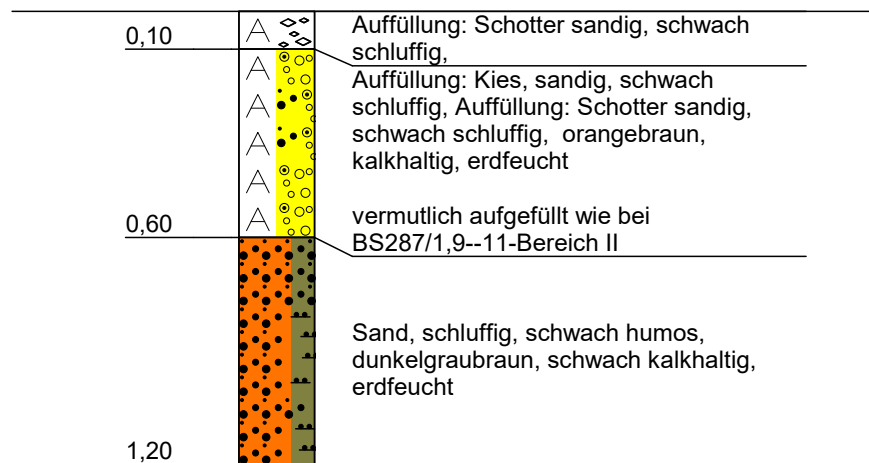 0,10
A
Auffüllung: Schotter sandig, schwach
schluffig,
A
A
A
A
A
Auffüllung: Kies, sandig, schwach
schluffig, Auffüllung: Schotter sandig,
schwach schluffig,  orangebraun,
kalkhaltig, erdfeucht
0,60
vermutlich aufgefüllt wie bei
BS287/1,9--11-Bereich II
Sand, schluffig, schwach humos,
dunkelgraubraun, schwach kalkhaltig,
erdfeucht
1,20